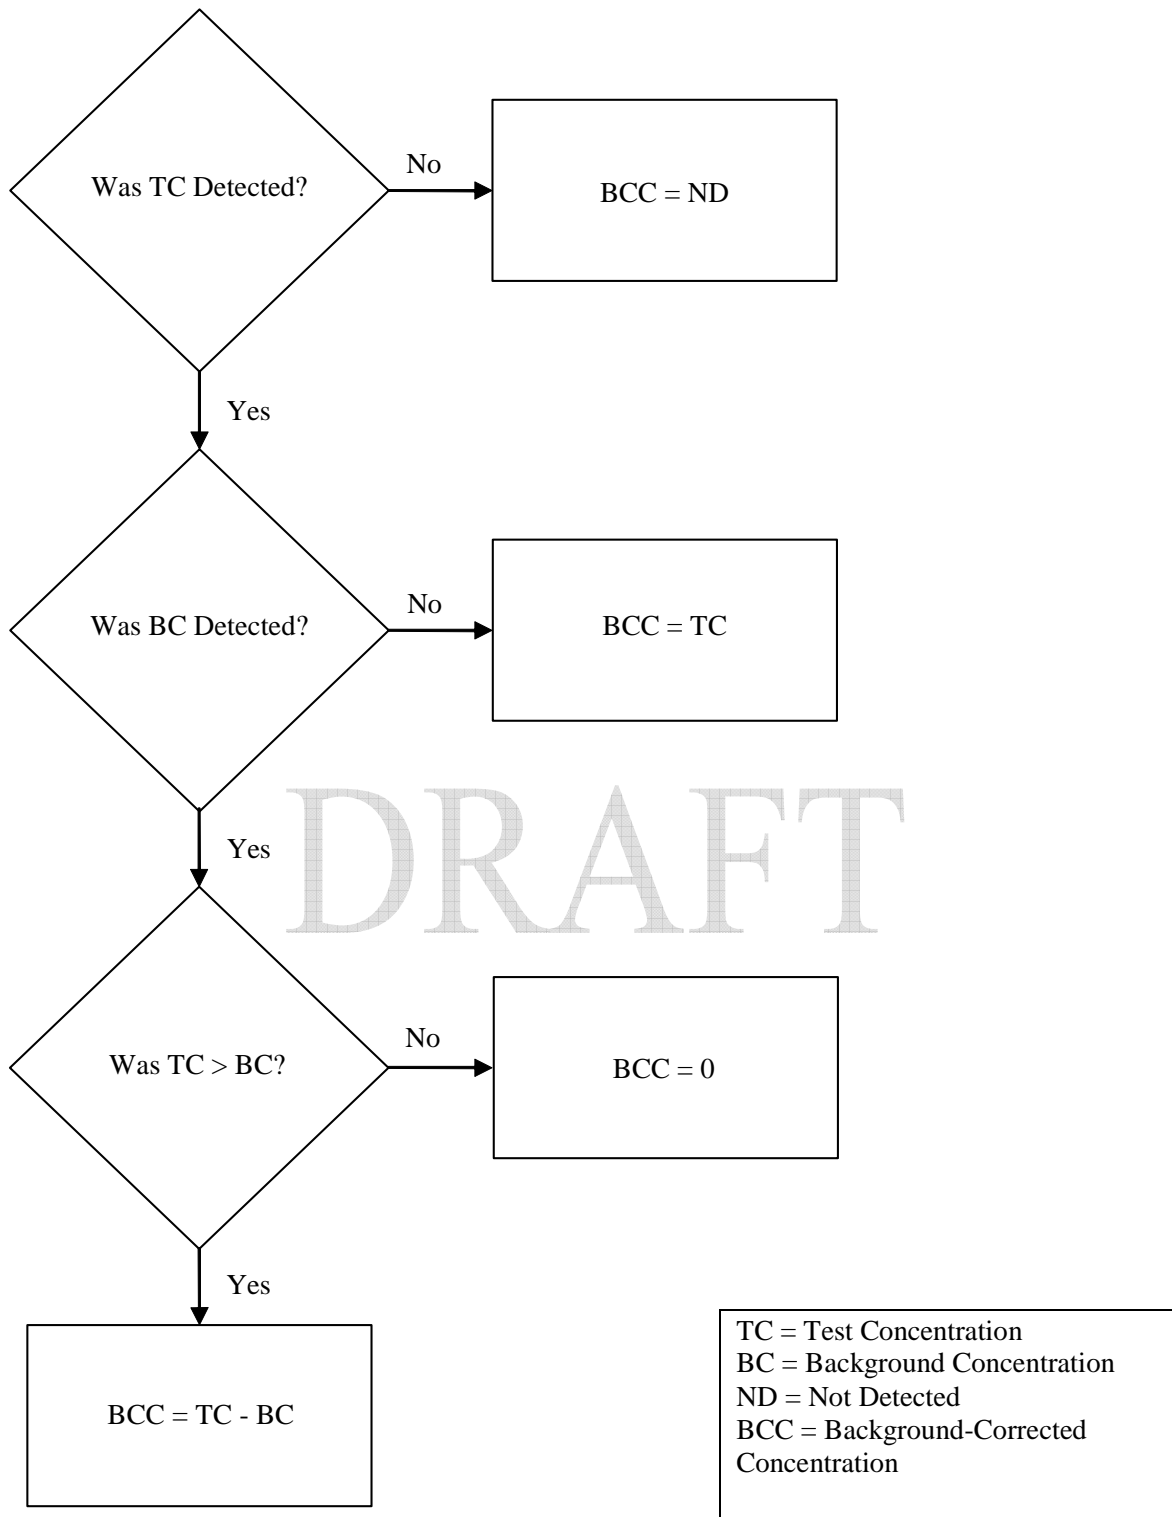 Was TC Detected?
No
BCC = ND
Yes
Was BC Detected?
No
BCC = TC
DRAFT
Yes
Was TC > BC?
No
BCC = 0
Yes
BCC = TC - BC
TC = Test Concentration
BC = Background Concentration
ND = Not Detected
BCC = Background-Corrected
Concentration